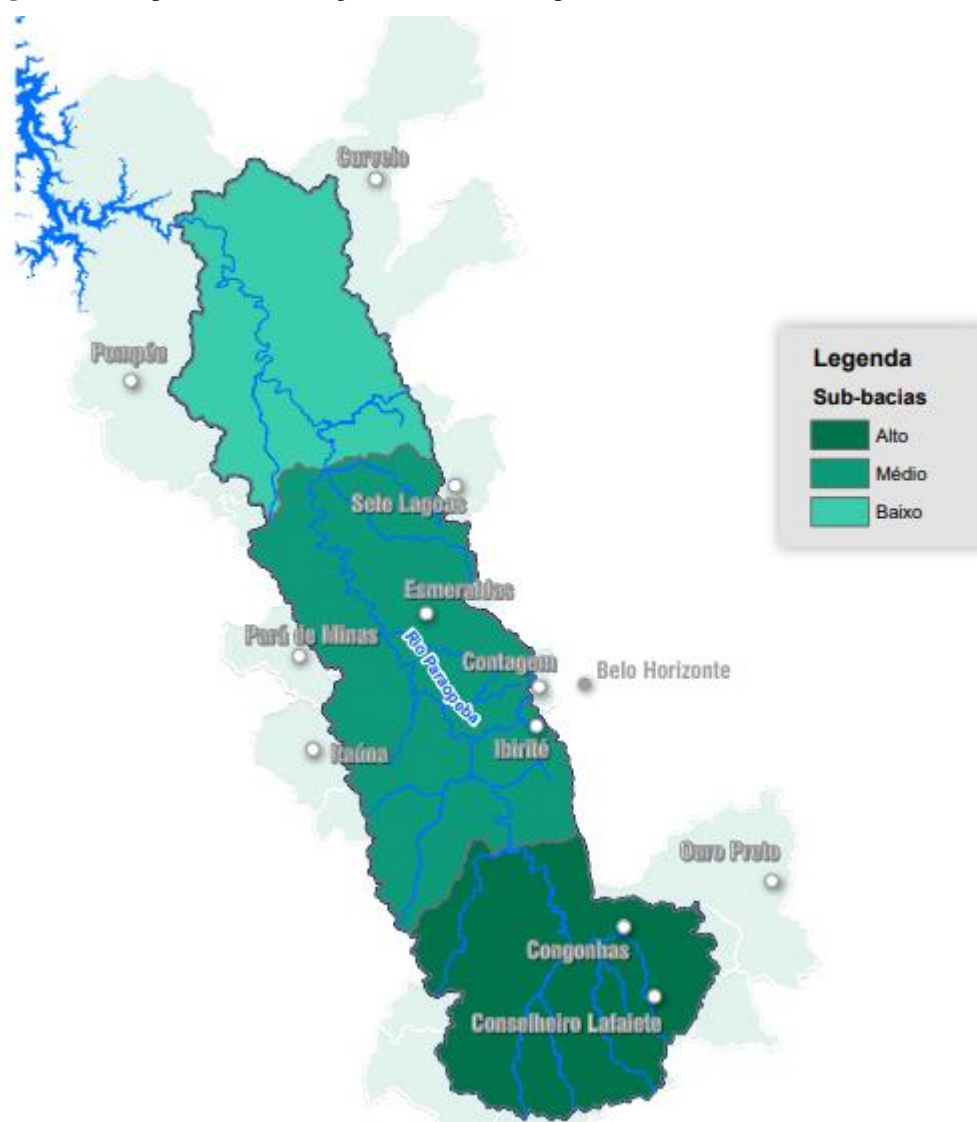 Curvelo
Pompéu
Sete Lagoas
Esmeraldas
Pará de Minas
Rio Paraopeba
Contagem
Belo Horizonte
Itaúna
Ibirité
Ouro Preto
Congonhas
Conselheiro Lafaiete
Legenda
Sub-bacias
Alto
Médio
Baixo